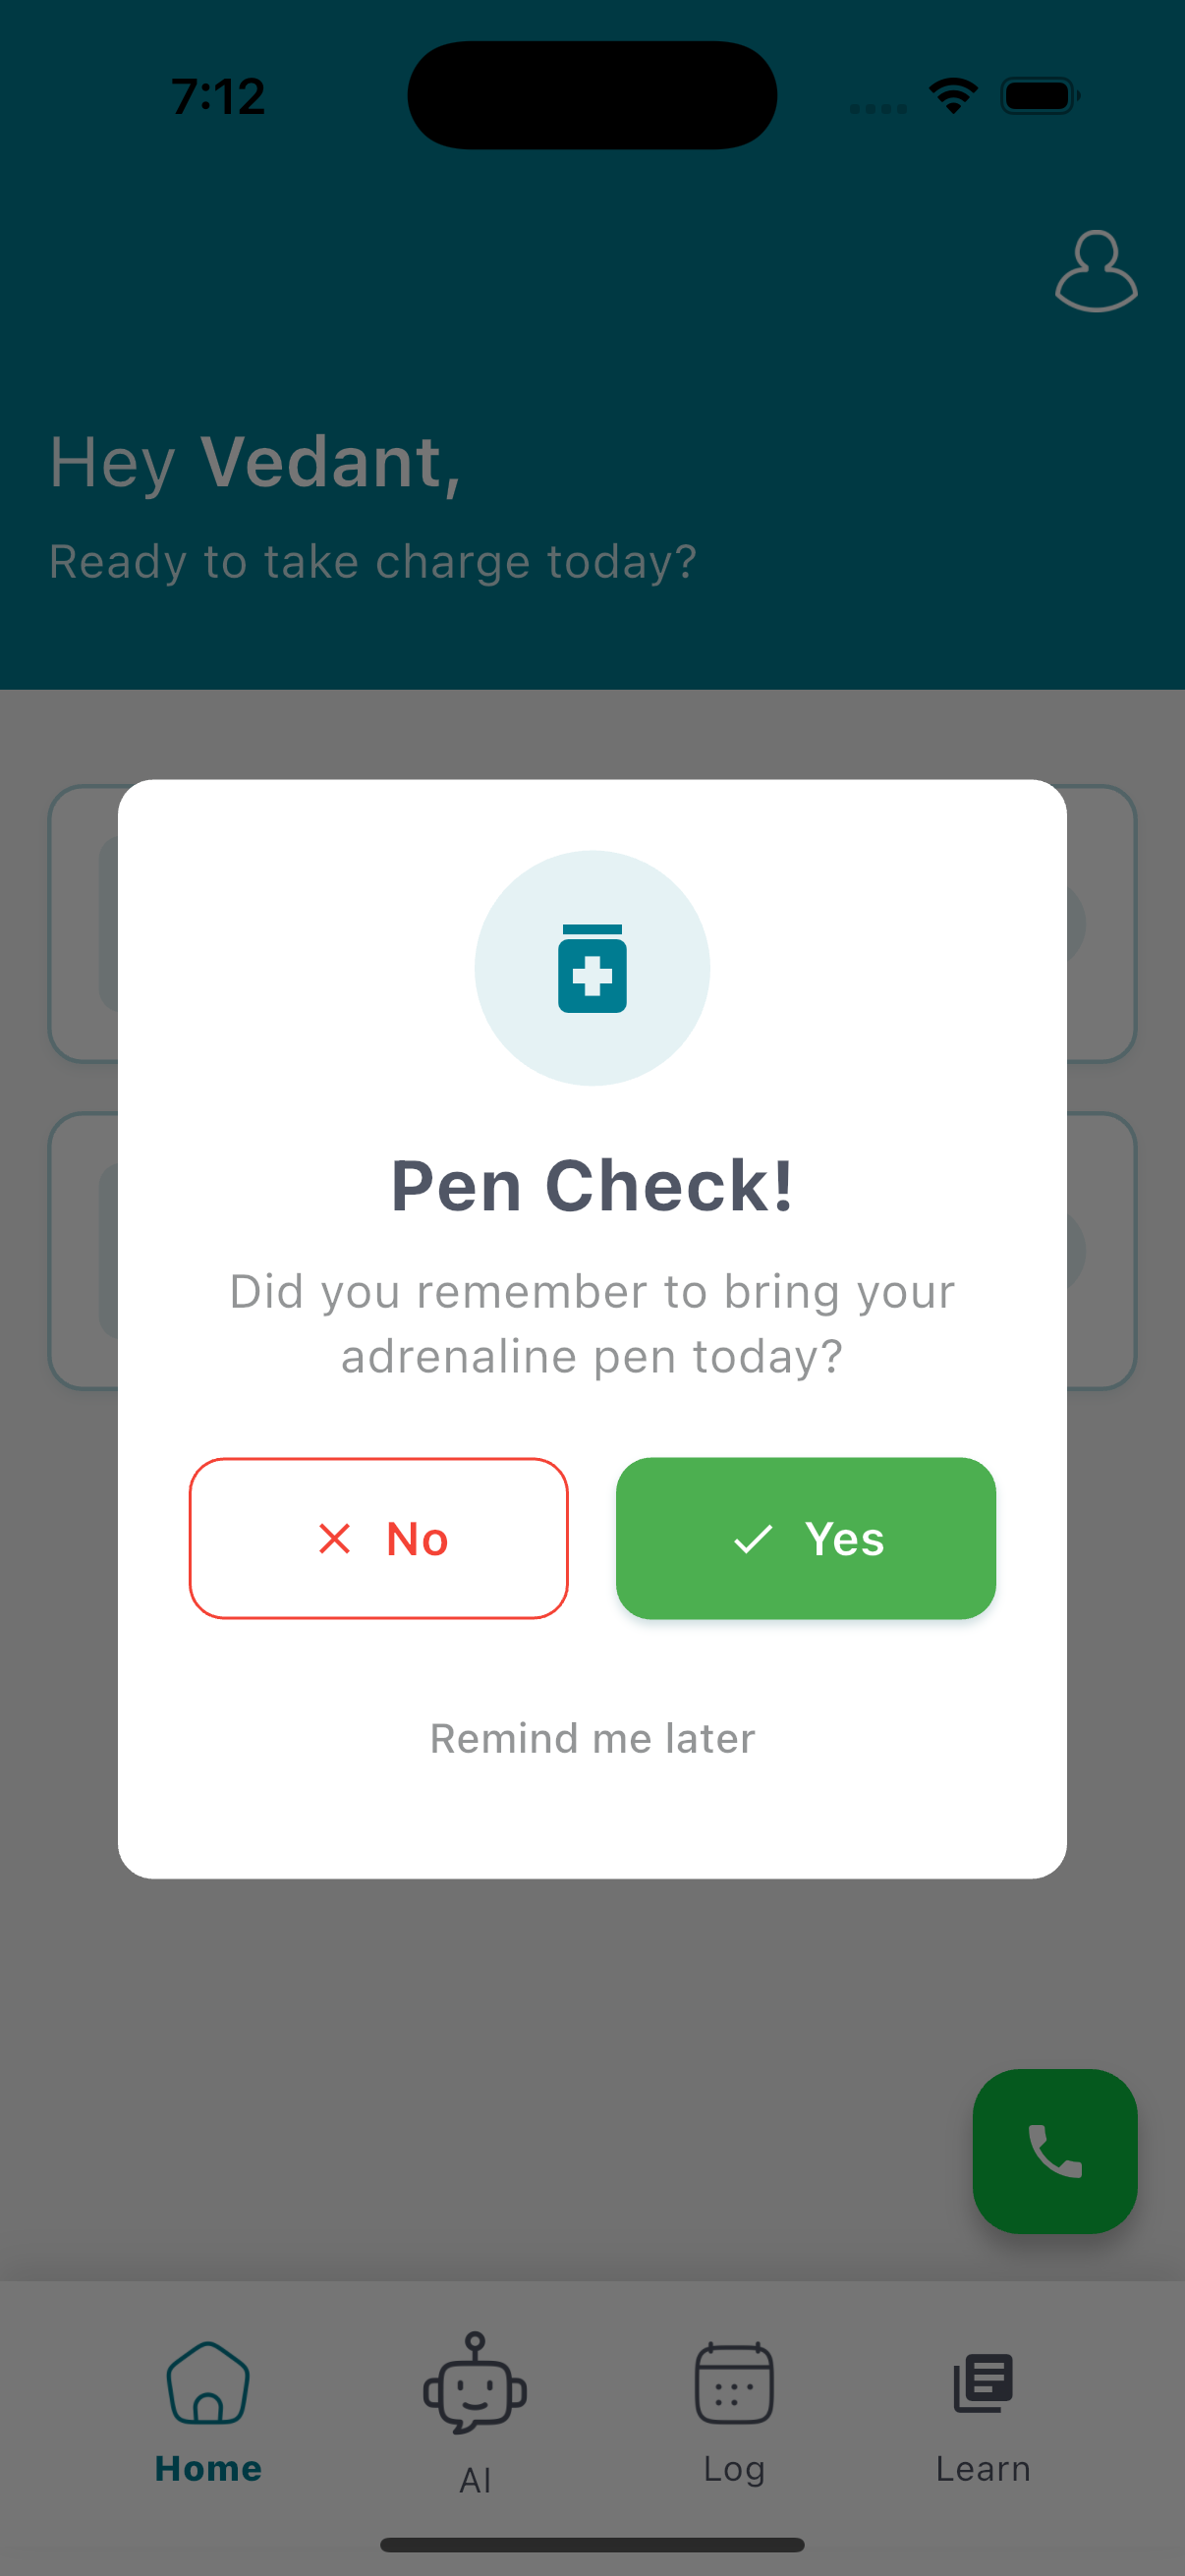 7:12
Hey Vedant,
Ready to take charge today?
Pen Check!
Did you remember to bring your
adrenaline pen today?
No
Yes
Remind me later
Home
AI
Log
Learn